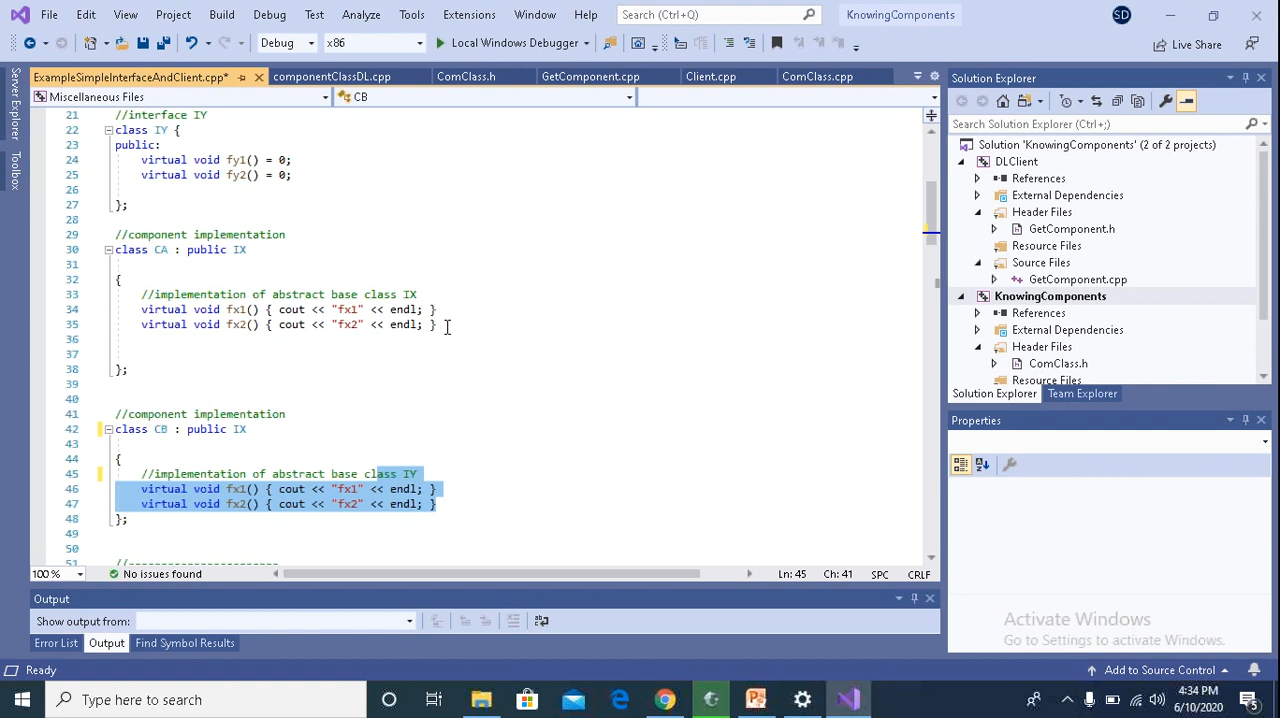 File Edit View Project Build Debug Test Analyze Tools Extensions Window Help Search (Ctrl+Q) KnowingComponents SD
Debug x86 Local Windows Debugger Live Share
ExampleSimpleInterfaceAndClient.cpp* componentClassDL.cpp ComClass.h GetComponent.cpp Client.cpp ComClass.cpp
Miscellaneous Files CB
Server Explorer
Toolbox
21 //interface IY
22 class IY {
23 public:
24 virtual void fy1() = 0;
25 virtual void fy2() = 0;
26
27 };
28
29 //component implementation
30 class CA : public IX
31
32 {
33 //implementation of abstract base class IX
34 virtual void fx1() { cout << "fx1" << endl; }
35 virtual void fx2() { cout << "fx2" << endl; }
36
37
38 };
39
40
41 //component implementation
42 class CB : public IX
43
44 {
45 //implementation of abstract base class IY
46 virtual void fx1() { cout << "fx1" << endl; }
47 virtual void fx2() { cout << "fx2" << endl; }
48 };
49
50
51 //-----------------------
100 % No issues found Ln: 45 Ch: 41 SPC CRLF
Output
Show output from:
Error List Output Find Symbol Results
Solution Explorer
Search Solution Explorer (Ctrl+;)
Solution 'KnowingComponents' (2 of 2 projects)
DLClient
References
External Dependencies
Header Files
GetComponent.h
Resource Files
Source Files
GetComponent.cpp
KnowingComponents
References
External Dependencies
Header Files
ComClass.h
Resource Files
Solution Explorer Team Explorer
Properties
Activate Windows
Go to Settings to activate Windows.
Ready Add to Source Control
Type here to search 4:34 PM
6/10/2020
5